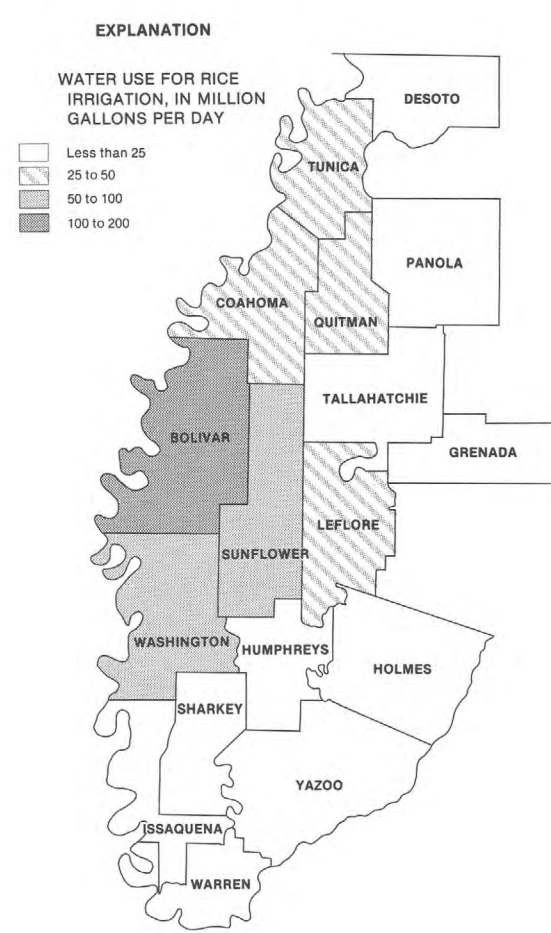 EXPLANATION
WATER USE FOR RICE
IRRIGATION, IN MILLION
GALLONS PER DAY
Less than 25
25 to 50
50 to 100
100 to 200
DESOTO
TUNICA
PANOLA
COAHOMA
QUITMAN
TALLAHATCHIE
BOLIVAR
GRENADA
LEFLORE
SUNFLOWER
WASHINGTON
HUMPHREYS
HOLMES
SHARKEY
YAZOO
ISSAQUENA
WARREN